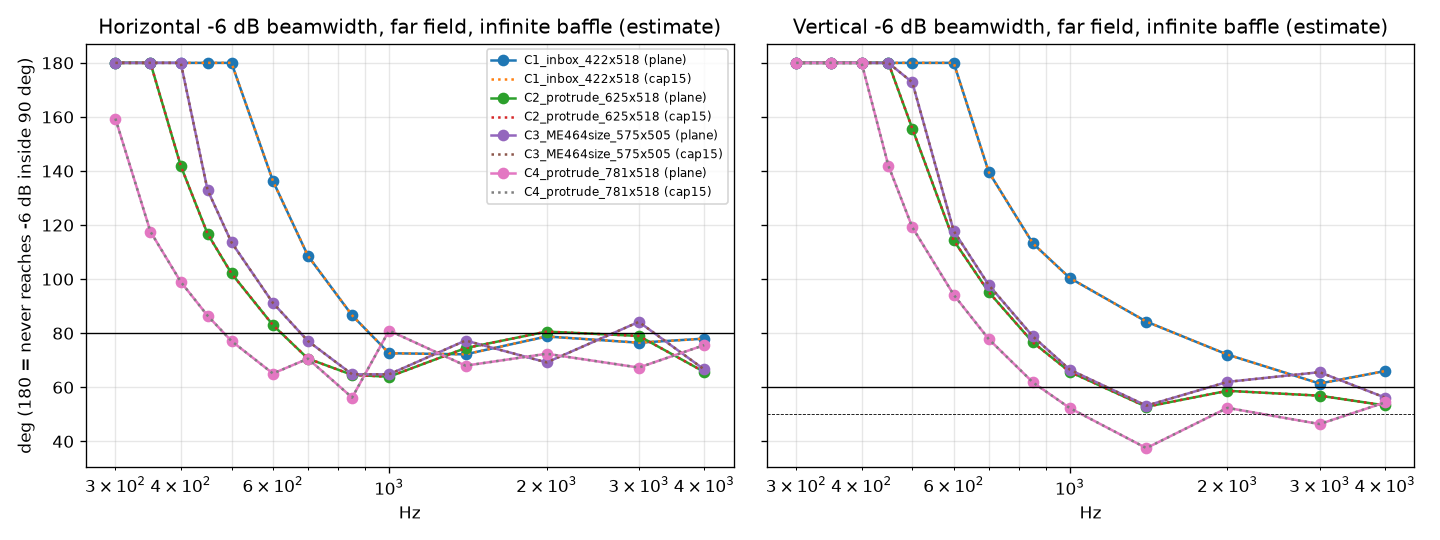 Horizontal -6 dB beamwidth, far field, infinite baffle (estimate)
Vertical -6 dB beamwidth, far field, infinite baffle (estimate)
deg (180 = never reaches -6 dB inside 90 deg)
180
160
140
120
100
80
60
40
C1_inbox_422x518 (plane)
C1_inbox_422x518 (cap15)
C2_protrude_625x518 (plane)
C2_protrude_625x518 (cap15)
C3_ME464size_575x505 (plane)
C3_ME464size_575x505 (cap15)
C4_protrude_781x518 (plane)
C4_protrude_781x518 (cap15)
3 × 10² 4 × 10² 6 × 10² 10³ 2 × 10³ 3 × 10³ 4 × 10³
Hz
3 × 10² 4 × 10² 6 × 10² 10³ 2 × 10³ 3 × 10³ 4 × 10³
Hz